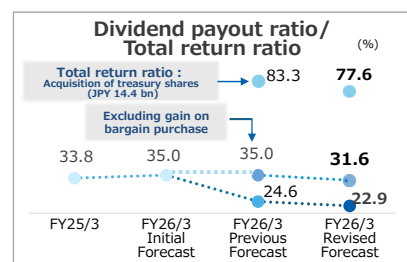 Dividend payout ratio/
Total return ratio
(%)
Total return ratio :
Acquisition of treasury shares
(JPY 14.4 bn)
83.3
77.6
Excluding gain on
bargain purchase
33.8
35.0
35.0
31.6
24.6
22.9
FY25/3
FY26/3
Initial
Forecast
FY26/3
Previous
Forecast
FY26/3
Revised
Forecast